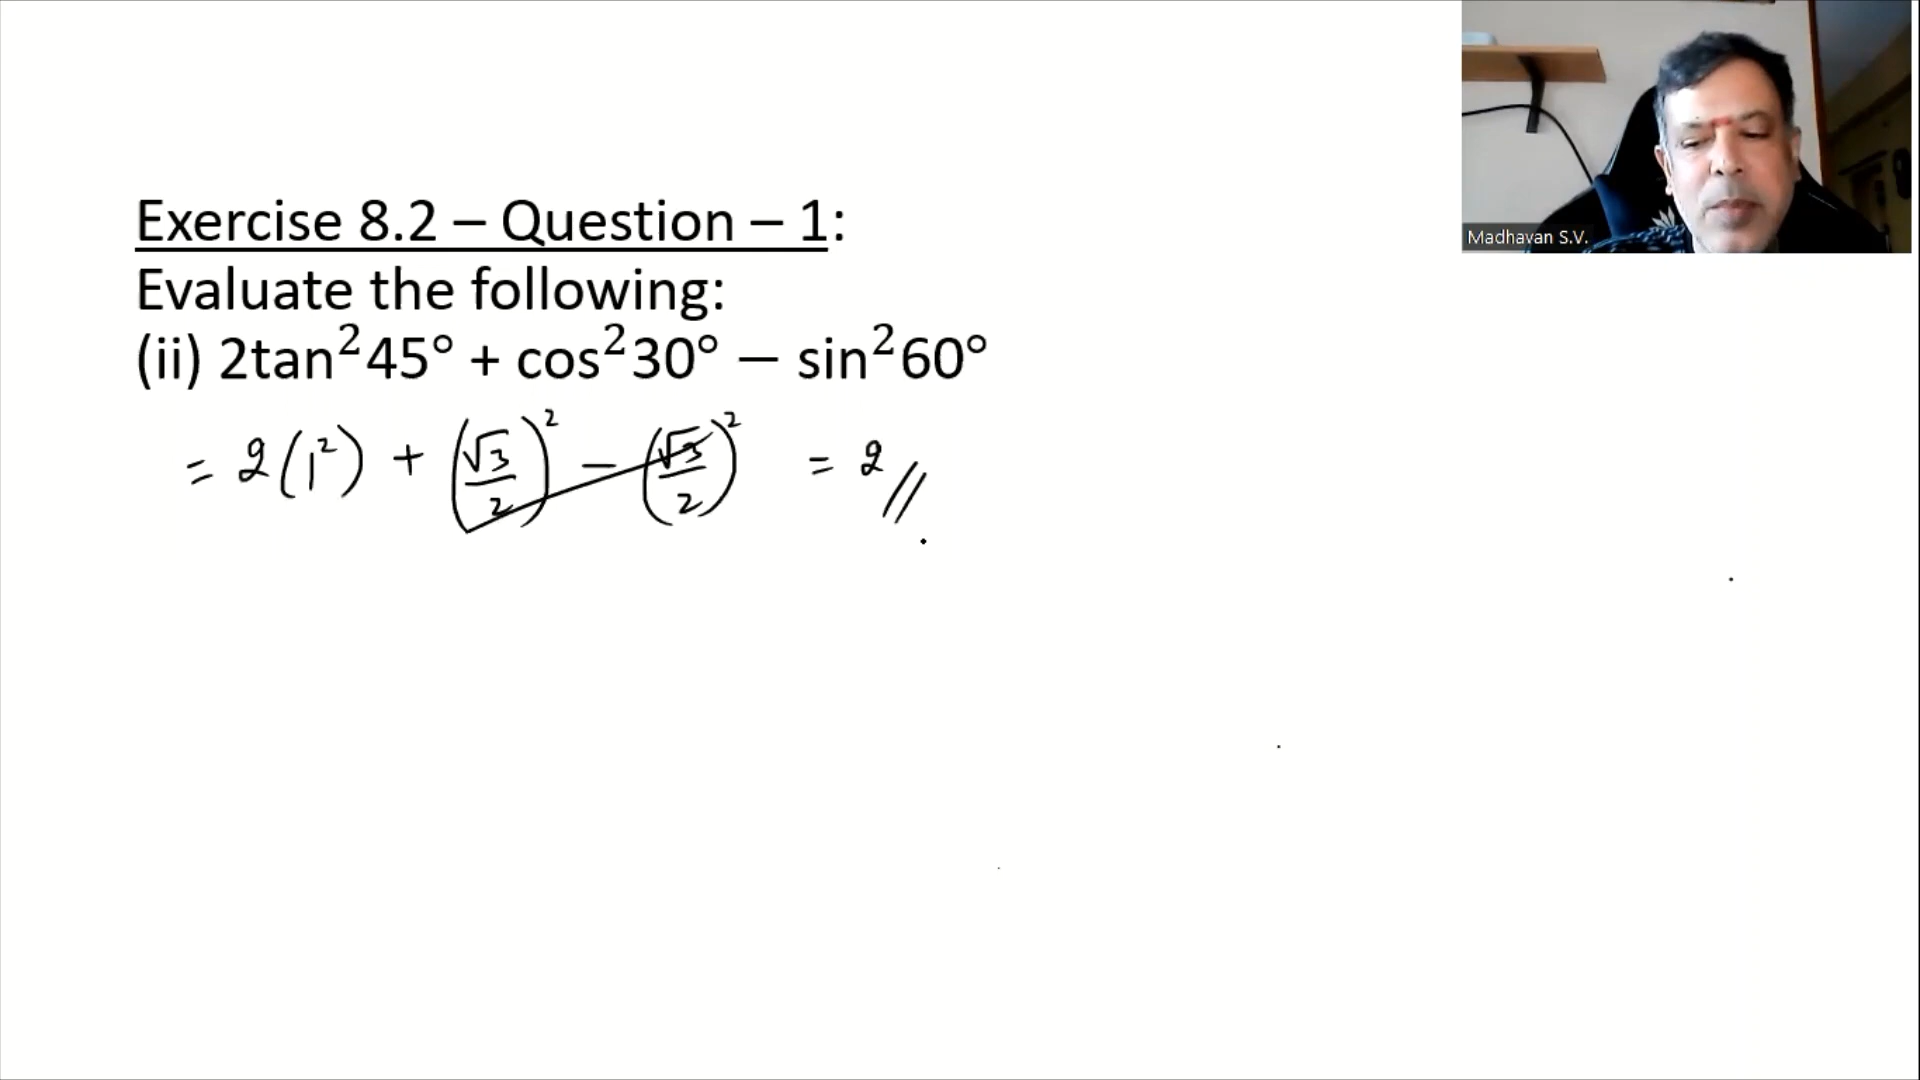 Exercise 8.2 – Question – 1:
Evaluate the following:
(ii) 2tan²45° + cos²30° – sin²60°
= 2(1²) + (√3/2)² – (√3/2)² = 2//
Madhavan S.V.